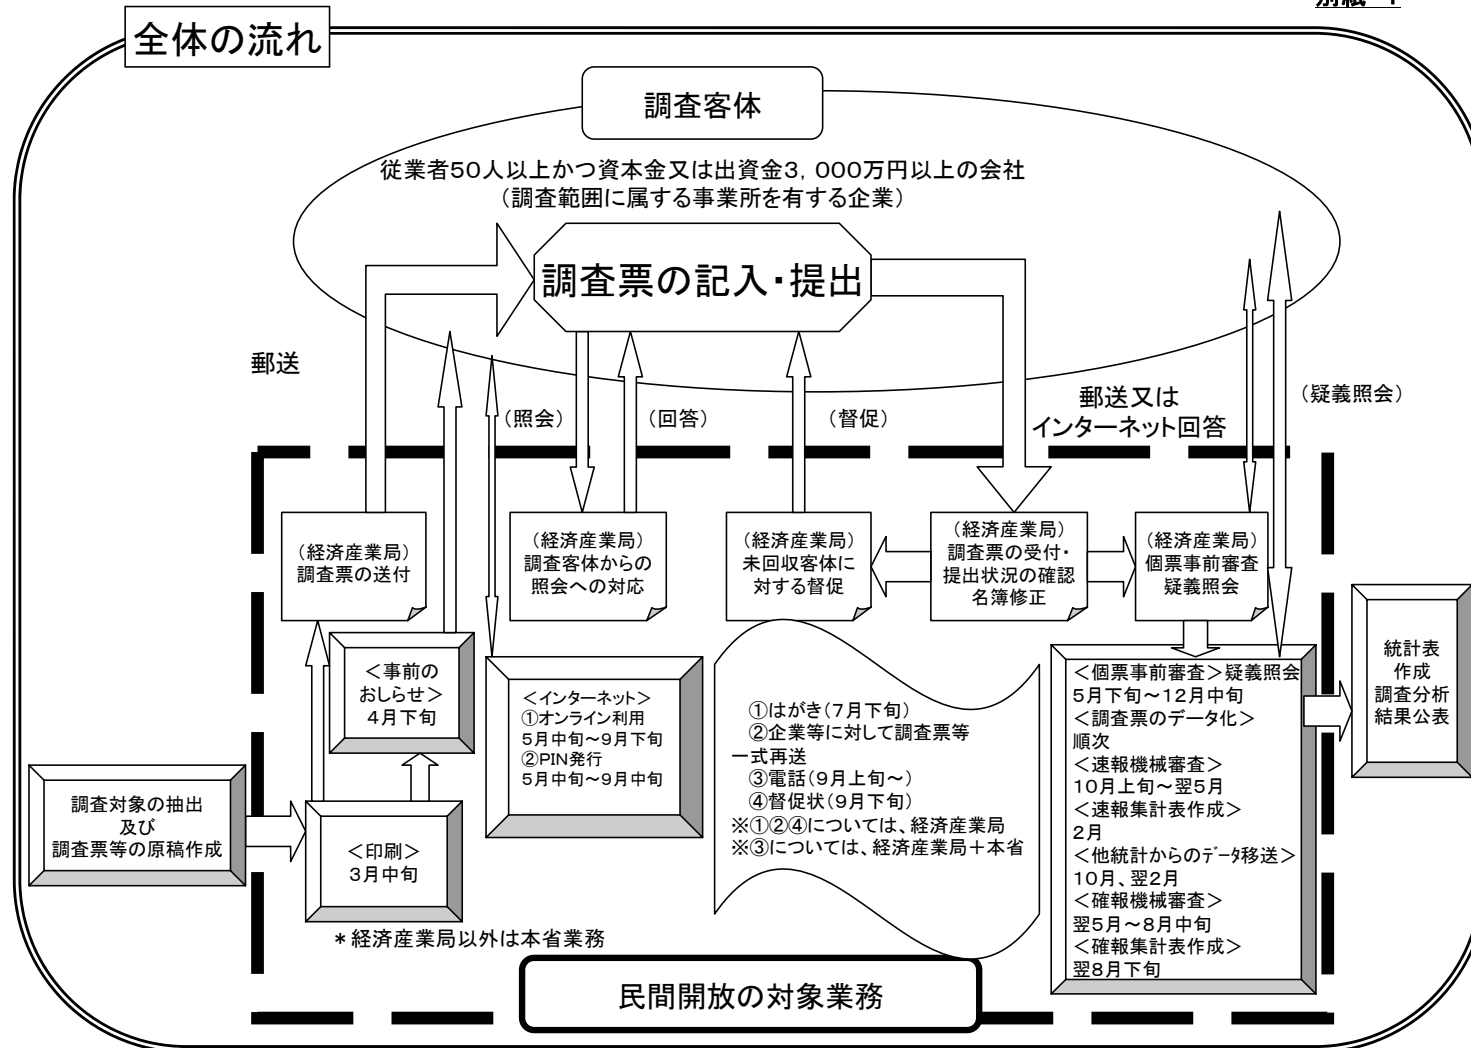 別紙 1
全体の流れ
調査客体
従業者50人以上かつ資本金又は出資金3，000万円以上の会社
（調査範囲に属する事業所を有する企業）
調査票の記入・提出
郵送
（照会）
（回答）
（督促）
郵送又は
インターネット回答
（疑義照会）
（経済産業局）
調査票の送付
（経済産業局）
調査客体からの
照会への対応
（経済産業局）
未回収客体に
対する督促
（経済産業局）
調査票の受付・
提出状況の確認
名簿修正
（経済産業局）
個票事前審査
疑義照会
＜事前の
おしらせ＞
４月下旬
＜インターネット＞
①オンライン利用
５月中旬～９月下旬
②PIN発行
５月中旬～９月中旬
①はがき（７月下旬）
②企業等に対して調査票等
一式再送
③電話（９月上旬～）
④督促状（９月下旬）
※①②④については、経済産業局
※③については、経済産業局＋本省
＜個票事前審査＞疑義照会
５月下旬～１２月中旬
＜調査票のデータ化＞
順次
＜速報機械審査＞
１０月上旬～翌５月
＜速報集計表作成＞
２月
＜他統計からのﾃﾞｰﾀ移送＞
１０月、翌２月
＜確報機械審査＞
翌５月～８月中旬
＜確報集計表作成＞
翌８月下旬
統計表
作成
調査分析
結果公表
調査対象の抽出
及び
調査票等の原稿作成
＜印刷＞
３月中旬
＊経済産業局以外は本省業務
民間開放の対象業務